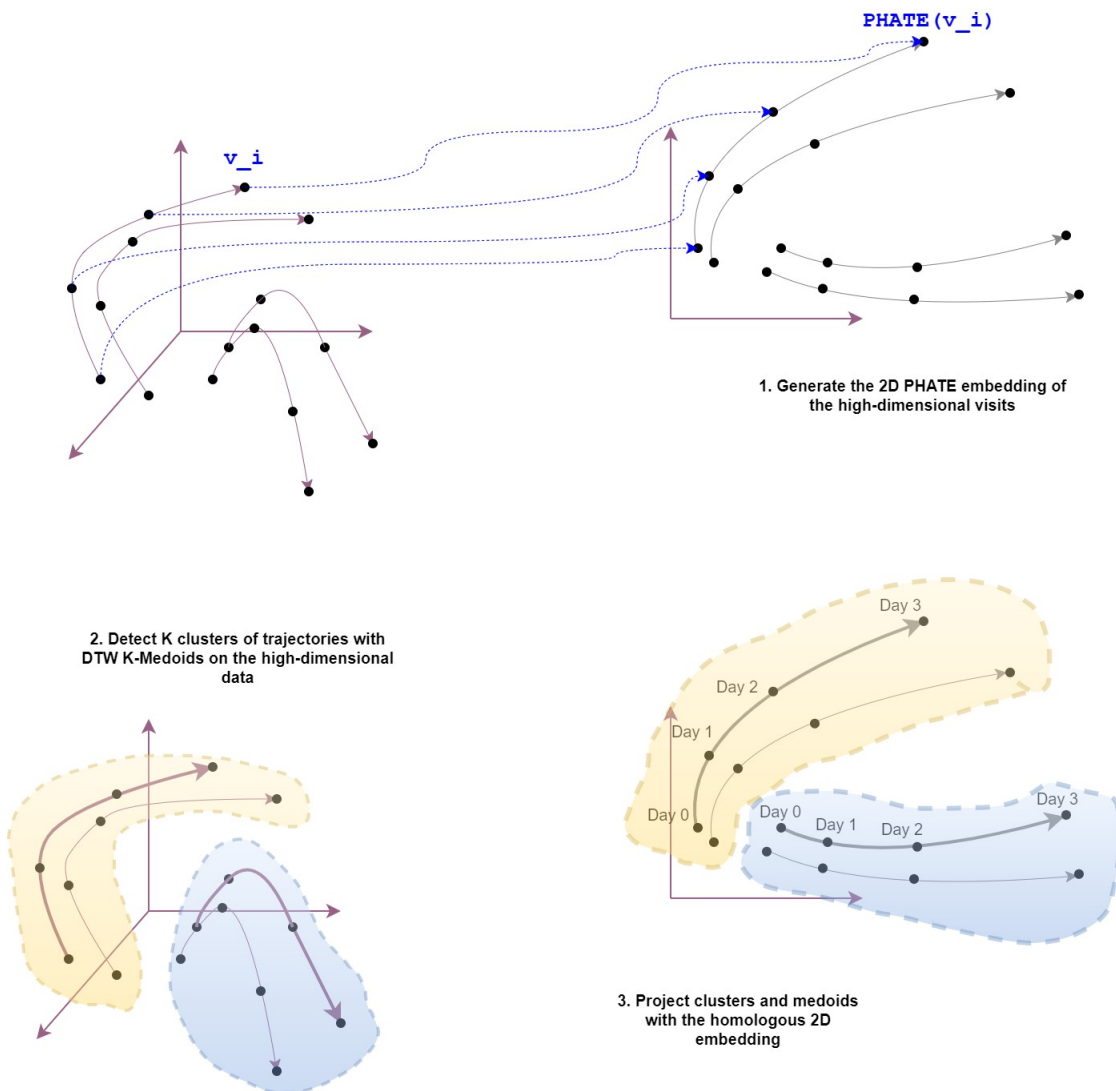 PHATE(v_i)
v_i
1. Generate the 2D PHATE embedding of
the high-dimensional visits
2. Detect K clusters of trajectories with
DTW K-Medoids on the high-dimensional
data
Day 3
Day 2
Day 1
Day 0
Day 0
Day 1
Day 2
Day 3
3. Project clusters and medoids
with the homologous 2D
embedding